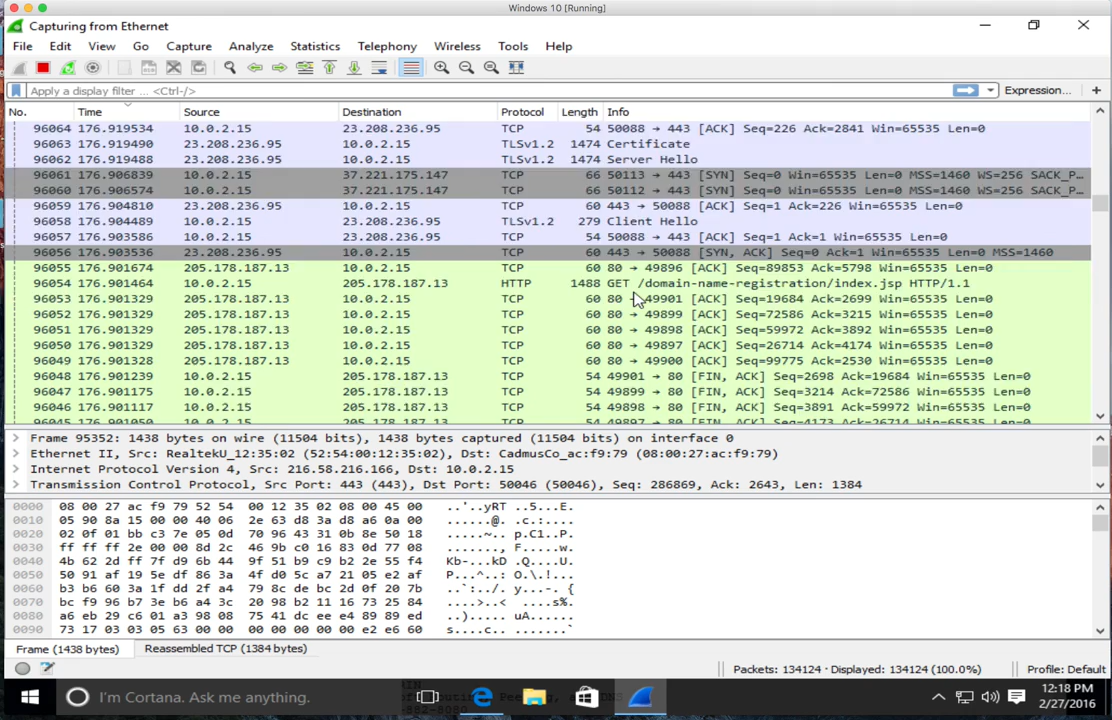 Windows 10 [Running]
Capturing from Ethernet
File Edit View Go Capture Analyze Statistics Telephony Wireless Tools Help
Apply a display filter ... <Ctrl-/> Expression... +
No. Time Source Destination Protocol Length Info
96064 176.919534 10.0.2.15 23.208.236.95 TCP 54 50088 → 443 [ACK] Seq=226 Ack=2841 Win=65535 Len=0
96063 176.919490 23.208.236.95 10.0.2.15 TLSv1.2 1474 Certificate
96062 176.919488 23.208.236.95 10.0.2.15 TLSv1.2 1474 Server Hello
96061 176.906839 10.0.2.15 37.221.175.147 TCP 66 50113 → 443 [SYN] Seq=0 Win=65535 Len=0 MSS=1460 WS=256 SACK_P…
96060 176.906574 10.0.2.15 37.221.175.147 TCP 66 50112 → 443 [SYN] Seq=0 Win=65535 Len=0 MSS=1460 WS=256 SACK_P…
96059 176.904810 23.208.236.95 10.0.2.15 TCP 60 443 → 50088 [ACK] Seq=1 Ack=226 Win=65535 Len=0
96058 176.904489 10.0.2.15 23.208.236.95 TLSv1.2 279 Client Hello
96057 176.903586 10.0.2.15 23.208.236.95 TCP 54 50088 → 443 [ACK] Seq=1 Ack=1 Win=65535 Len=0
96056 176.903536 23.208.236.95 10.0.2.15 TCP 60 443 → 50088 [SYN, ACK] Seq=0 Ack=1 Win=65535 Len=0 MSS=1460
96055 176.901674 205.178.187.13 10.0.2.15 TCP 60 80 → 49896 [ACK] Seq=89853 Ack=5798 Win=65535 Len=0
96054 176.901464 10.0.2.15 205.178.187.13 HTTP 1488 GET /domain-name-registration/index.jsp HTTP/1.1
96053 176.901329 205.178.187.13 10.0.2.15 TCP 60 80 → 49901 [ACK] Seq=19684 Ack=2699 Win=65535 Len=0
96052 176.901329 205.178.187.13 10.0.2.15 TCP 60 80 → 49899 [ACK] Seq=72586 Ack=3215 Win=65535 Len=0
96051 176.901329 205.178.187.13 10.0.2.15 TCP 60 80 → 49898 [ACK] Seq=59972 Ack=3892 Win=65535 Len=0
96050 176.901329 205.178.187.13 10.0.2.15 TCP 60 80 → 49897 [ACK] Seq=26714 Ack=4174 Win=65535 Len=0
96049 176.901328 205.178.187.13 10.0.2.15 TCP 60 80 → 49900 [ACK] Seq=99775 Ack=2530 Win=65535 Len=0
96048 176.901239 10.0.2.15 205.178.187.13 TCP 54 49901 → 80 [FIN, ACK] Seq=2698 Ack=19684 Win=65535 Len=0
96047 176.901175 10.0.2.15 205.178.187.13 TCP 54 49899 → 80 [FIN, ACK] Seq=3214 Ack=72586 Win=65535 Len=0
96046 176.901117 10.0.2.15 205.178.187.13 TCP 54 49898 → 80 [FIN, ACK] Seq=3891 Ack=59972 Win=65535 Len=0
96045 176.901050 10.0.2.15 205.178.187.13 TCP 54 49897 → 80 [FIN, ACK] Seq=4173 Ack=26714 Win=65535 Len=0
Frame 95352: 1438 bytes on wire (11504 bits), 1438 bytes captured (11504 bits) on interface 0
Ethernet II, Src: RealtekU_12:35:02 (52:54:00:12:35:02), Dst: CadmusCo_ac:f9:79 (08:00:27:ac:f9:79)
Internet Protocol Version 4, Src: 216.58.216.166, Dst: 10.0.2.15
Transmission Control Protocol, Src Port: 443 (443), Dst Port: 50046 (50046), Seq: 286869, Ack: 2643, Len: 1384
0000 08 00 27 ac f9 79 52 54 00 12 35 02 08 00 45 00 ..'..yRT ..5...E.
0010 05 90 8a 15 00 00 40 06 2e 63 d3 3a d8 a6 0a 00 ......@. .c.:....
0020 02 0f 01 bb c3 7e 05 0d 70 96 43 31 0b 8e 50 18 .....~.. p.C1..P.
0030 ff ff ff 2e 00 00 8d 2c 46 9b c0 16 83 0d 77 08 ......., F.....w.
0040 4b 62 2d ff 7f d9 6b 44 9f 51 b9 c9 b2 2e 55 f4 Kb-...kD .Q....U.
0050 50 91 af 19 5e df 86 3a 4f d0 5c a7 21 05 e2 af P...^..: O.\.!...
0060 b3 b6 60 3a 1f dd 2f a4 79 8c de bc 2d 0f 20 7b ..`:../. y...-. {
0070 bc f9 96 b7 3e b6 a4 3c 20 98 b2 11 16 73 25 84 ....>..< ....s%.
0080 a6 eb 29 c6 01 a3 98 08 75 41 dc ee e4 89 89 ed ..)..... uA......
0090 73 17 03 03 05 63 00 00 00 00 00 00 00 e2 e6 60 s....c.. .......`
Frame (1438 bytes) Reassembled TCP (1384 bytes)
Packets: 134124 · Displayed: 134124 (100.0%) Profile: Default
I'm Cortana. Ask me anything.
12:18 PM
2/27/2016